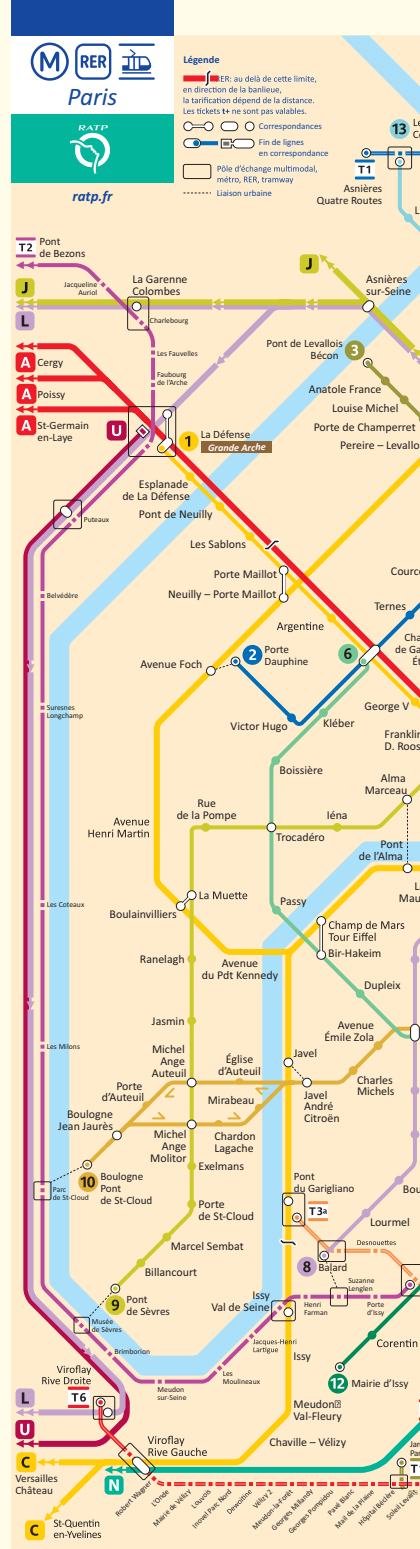 M
RER
Paris
RATP
ratp.fr
Légende
RER: au delà de cette limite,
en direction de la banlieue,
la tarification dépend de la distance.
Les tickets t+ ne sont pas valables.
Correspondances
Fin de lignes
en correspondance
Pôle d'échange multimodal,
métro, RER, tramway
Liaison urbaine
13
Le
Co
T1
Asnières
Quatre Routes
L
T2
Pont
de Bezons
J
L
Jacqueline
Auriol
La Garenne
Colombes
Charlebourg
J
Asnières
sur-Seine
A
Cergy
A
Poissy
A
St-Germain
en-Laye
Les Fauvelles
Faubourg
de l'Arche
Pont de Levallois
Bécon
3
Anatole France
Louise Michel
Porte de Champerret
Pereire – Levallo
U
1
La Défense
Grande Arche
Esplanade
de La Défense
Pont de Neuilly
Puteaux
Les Sablons
Porte Maillot
Neuilly – Porte Maillot
Belvédère
Cource
Ternes
Argentine
Cha
de Ga
Ét
Avenue Foch
2
Porte
Dauphine
6
Suresnes
Longchamp
Victor Hugo
Kléber
George V
Franklin
D. Roos
Boissière
Alma
Marceau
Rue
de la Pompe
Iéna
Avenue
Henri Martin
Trocadéro
Pont
de l'Alma
La Muette
Boulainvilliers
Passy
L
Mau
Les Coteaux
Champ de Mars
Tour Eiffel
Bir-Hakeim
Ranelagh
Avenue
du Pdt Kennedy
Dupleix
Jasmin
Avenue
Émile Zola
Les Milons
Michel
Ange
Auteuil
Église
d'Auteuil
Javel
Porte
d'Auteuil
Mirabeau
Javel
André
Citroën
Charles
Michels
Boulogne
Jean Jaurès
Michel
Ange
Molitor
Chardon
Lagache
10
Boulogne
Pont
de St-Cloud
Parc
de St-Cloud
Exelmans
Pont
du Garigliano
T3a
Bou
Porte
de St-Cloud
Lourmel
Marcel Sembat
Desnouettes
8
Balard
Billancourt
Suzanne
Lenglen
9
Pont
de Sèvres
Issy
Val de Seine
Henri
Farman
Porte
d'Issy
Musée
de Sèvres
Jacques-Henri
Lartigue
Corentin
Brimborion
Issy
Les
Moulineaux
Meudon
sur-Seine
12
Mairie d'Issy
Viroflay
Rive Droite
T6
L
U
Meudon
Val-Fleury
Viroflay
Rive Gauche
Chaville – Vélizy
C
Versailles
Château
N
C
St-Quentin
en-Yvelines
Robert Wagner
L'Onde
Mairie de Vélizy
Louvois
Inovel Parc Nord
Dewoitine
Vélizy 2
Meudon-la-Forêt
Georges Millandy
Georges Pompidou
Pavé Blanc
Mail de la Plaine
Hôpital Béclère
Soleil Levant
Jar
Par
T